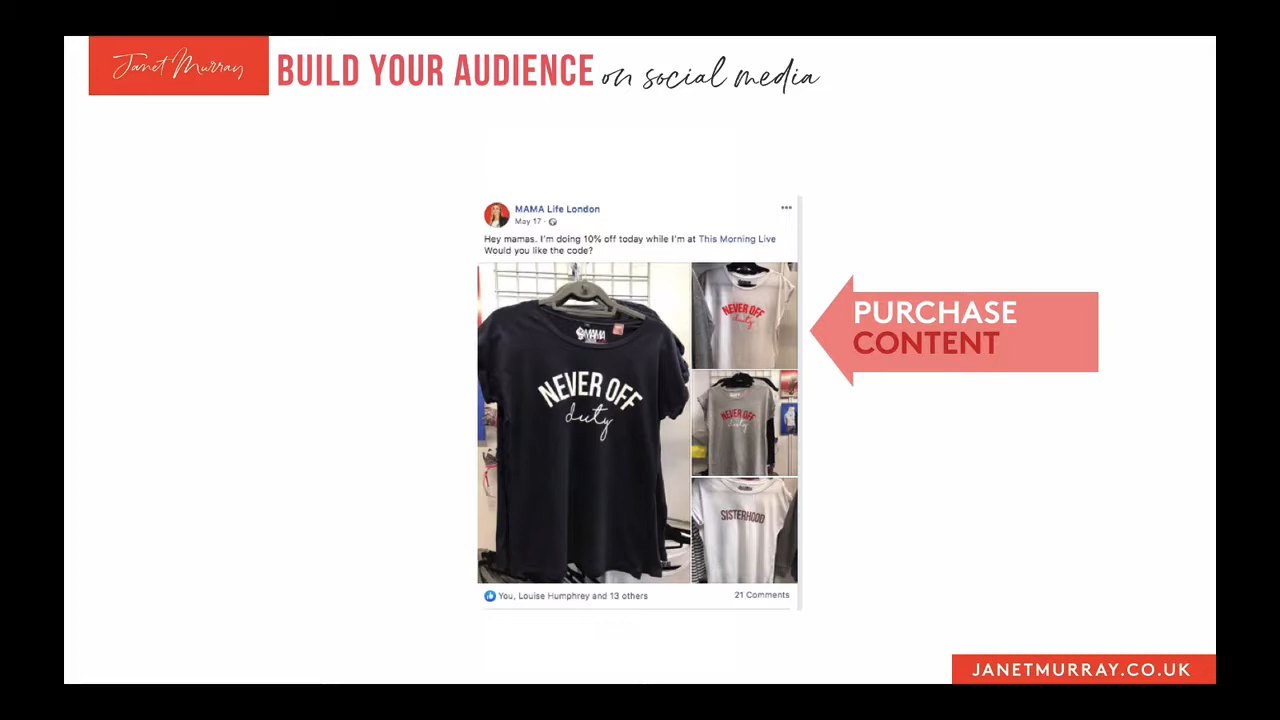 Janet Murray
BUILD YOUR AUDIENCE on social media
MAMA Life London
May 17 ·
Hey mamas. I'm doing 10% off today while I'm at This Morning Live
Would you like the code?
MAMA
NEVER OFF
duty
NEVER OFF
duty
NEVER OFF
duty
SISTERHOOD
You, Louise Humphrey and 13 others
21 Comments
PURCHASE
CONTENT
JANETMURRAY.CO.UK